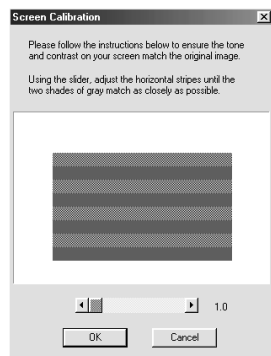 Screen Calibration
Please follow the instructions below to ensure the tone
and contrast on your screen match the original image.
Using the slider, adjust the horizontal stripes until the
two shades of gray match as closely as possible.
1.0
OK Cancel